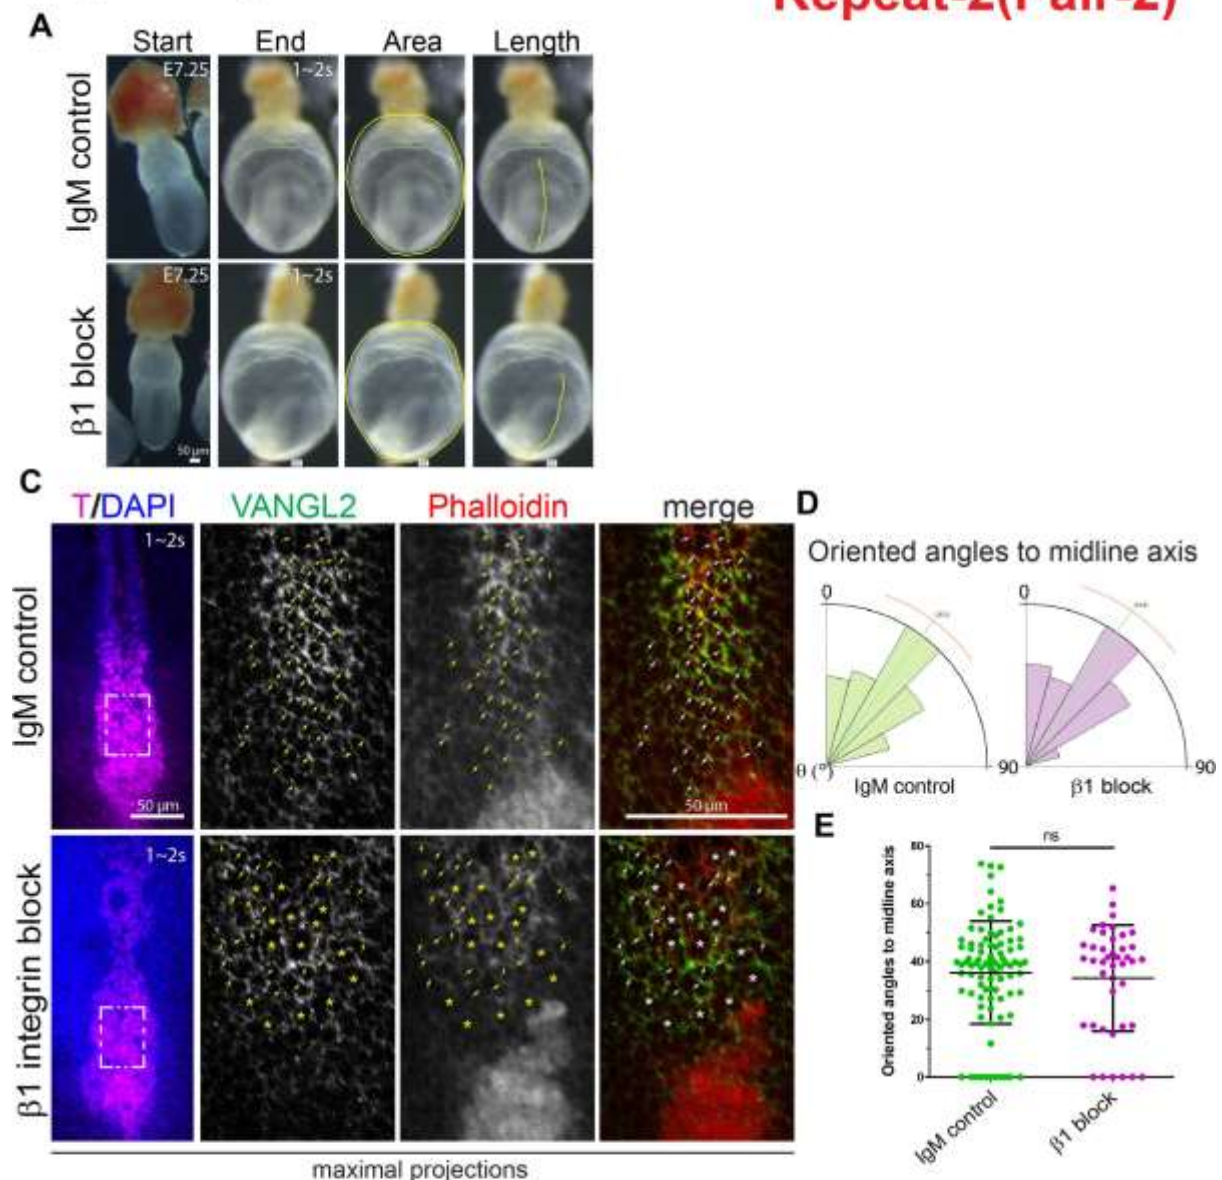 Repeat-2(Pair-2)
A
Start End Area Length
IgM control
E7.25
1~2s
β1 block
E7.25
1~2s
50 µm
C
T/DAPI VANGL2 Phalloidin merge
IgM control
1~2s
50 µm
50 µm
β1 integrin block
1~2s
maximal projections
D
Oriented angles to midline axis
0
θ (°)
90
IgM control
0
90
β1 block
E
ns
Oriented angles to midline axis
80
60
40
20
0
IgM control
β1 block